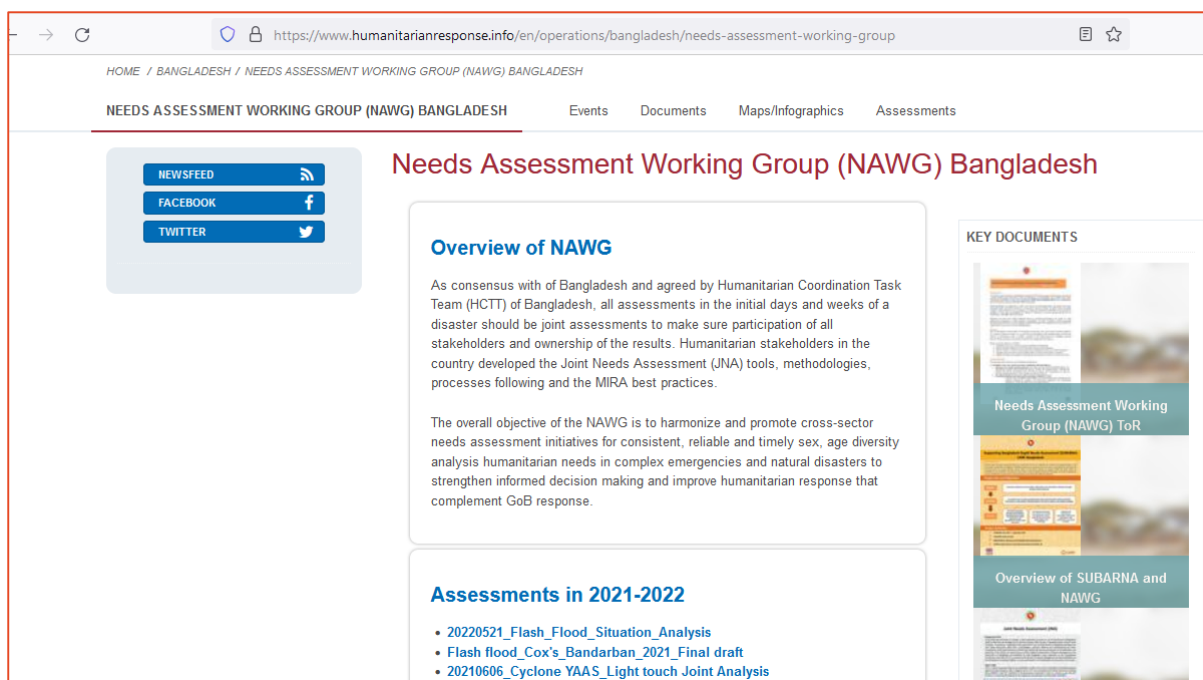 https://www.humanitarianresponse.info/en/operations/bangladesh/needs-assessment-working-group
HOME / BANGLADESH / NEEDS ASSESSMENT WORKING GROUP (NAWG) BANGLADESH
NEEDS ASSESSMENT WORKING GROUP (NAWG) BANGLADESH Events Documents Maps/Infographics Assessments
NEWSFEED
FACEBOOK
TWITTER
Needs Assessment Working Group (NAWG) Bangladesh
Overview of NAWG
As consensus with of Bangladesh and agreed by Humanitarian Coordination Task
Team (HCTT) of Bangladesh, all assessments in the initial days and weeks of a
disaster should be joint assessments to make sure participation of all
stakeholders and ownership of the results. Humanitarian stakeholders in the
country developed the Joint Needs Assessment (JNA) tools, methodologies,
processes following and the MIRA best practices.
The overall objective of the NAWG is to harmonize and promote cross-sector
needs assessment initiatives for consistent, reliable and timely sex, age diversity
analysis humanitarian needs in complex emergencies and natural disasters to
strengthen informed decision making and improve humanitarian response that
complement GoB response.
Assessments in 2021-2022
• 20220521_Flash_Flood_Situation_Analysis
• Flash flood_Cox's_Bandarban_2021_Final draft
• 20210606_Cyclone YAAS_Light touch Joint Analysis
KEY DOCUMENTS
Needs Assessment Working
Group (NAWG) ToR
Overview of SUBARNA and
NAWG